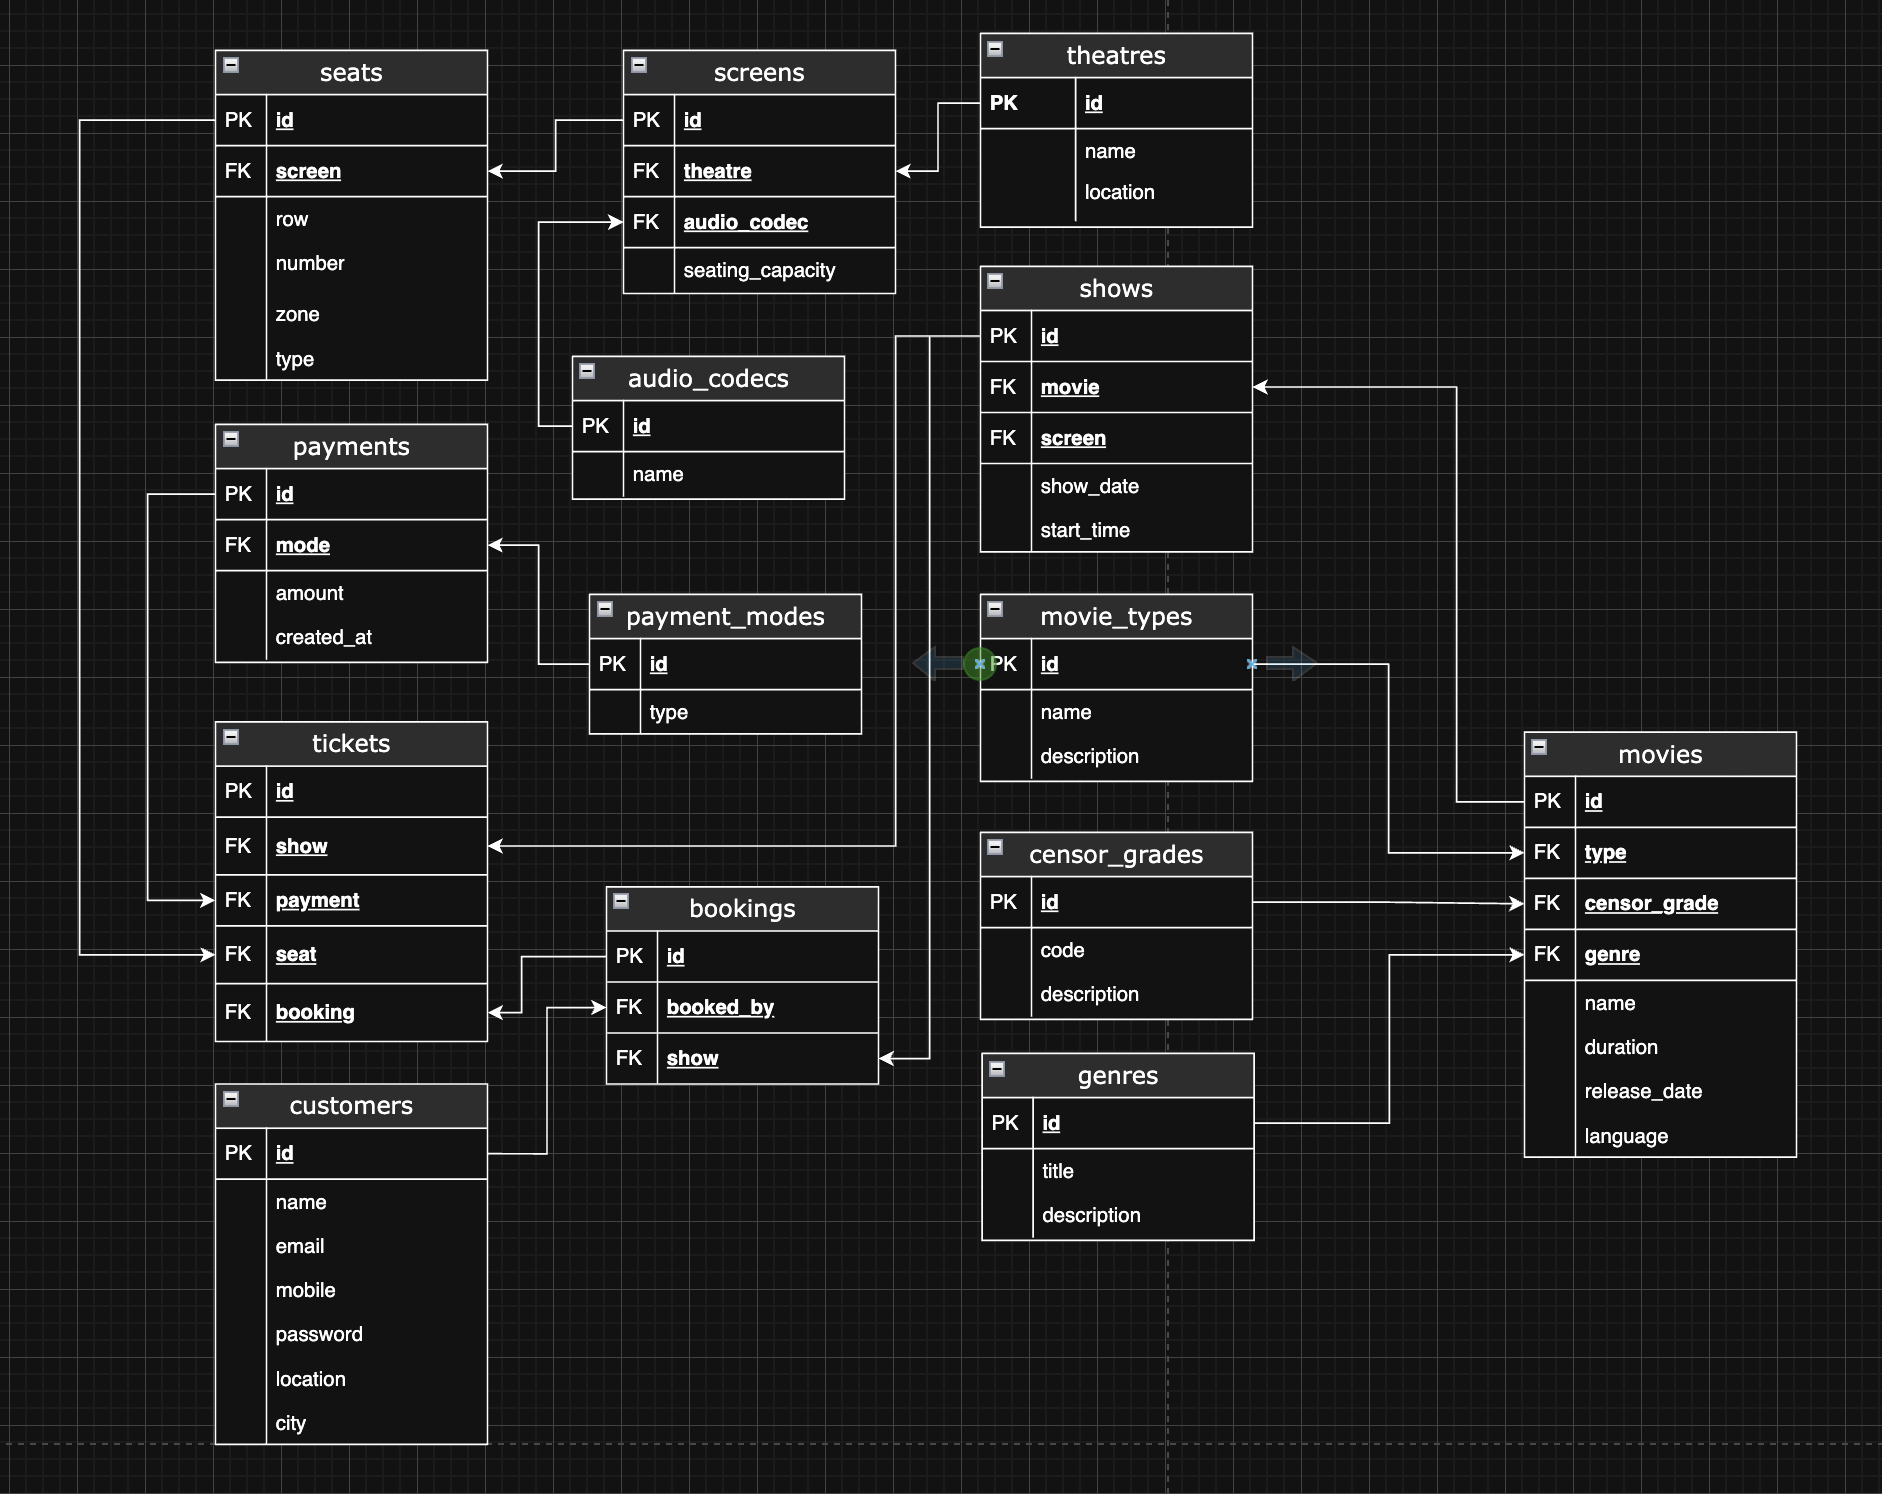 seats
PK id
FK screen
row
number
zone
type
screens
PK id
FK theatre
FK audio_codec
seating_capacity
theatres
PK id
name
location
shows
PK id
FK movie
FK screen
show_date
start_time
audio_codecs
PK id
name
payments
PK id
FK mode
amount
created_at
payment_modes
PK id
type
movie_types
PK id
name
description
movies
PK id
FK type
FK censor_grade
FK genre
name
duration
release_date
language
tickets
PK id
FK show
FK payment
FK seat
FK booking
bookings
PK id
FK booked_by
FK show
censor_grades
PK id
code
description
genres
PK id
title
description
customers
PK id
name
email
mobile
password
location
city